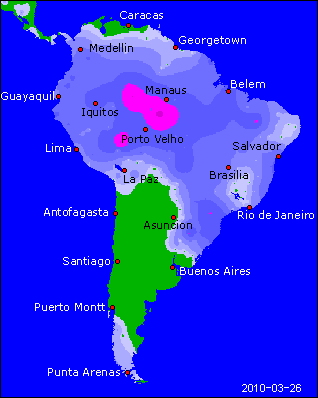 Caracas
Georgetown
Medellin
Belem
Manaus
Guayaquil
Iquitos
Porto Velho
Salvador
Lima
La Paz
Brasilia
Antofagasta
Rio de Janeiro
Asuncion
Santiago
Buenos Aires
Puerto Montt
Punta Arenas
2010-03-26